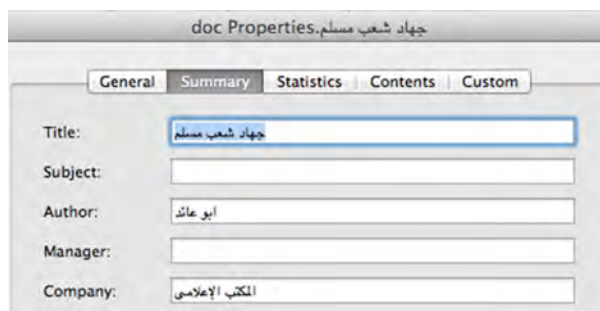 جهاد شعب مسلم.doc Properties
General Summary Statistics Contents Custom
Title: جهاد شعب مسلم
Subject:
Author: ابو عائد
Manager:
Company: المكتب الإعلامى